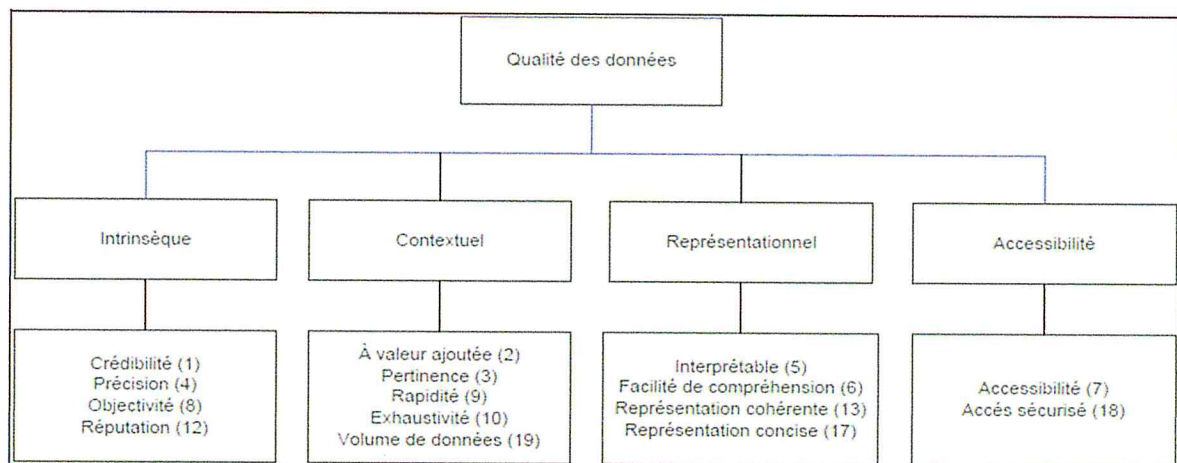 Qualité des données
Intrinsèque
Contextuel
Représentationnel
Accessibilité
Crédibilité (1)
Précision (4)
Objectivité (8)
Réputation (12)
À valeur ajoutée (2)
Pertinence (3)
Rapidité (9)
Exhaustivité (10)
Volume de données (19)
Interprétable (5)
Facilité de compréhension (6)
Représentation cohérente (13)
Représentation concise (17)
Accessibilité (7)
Accès sécurisé (18)